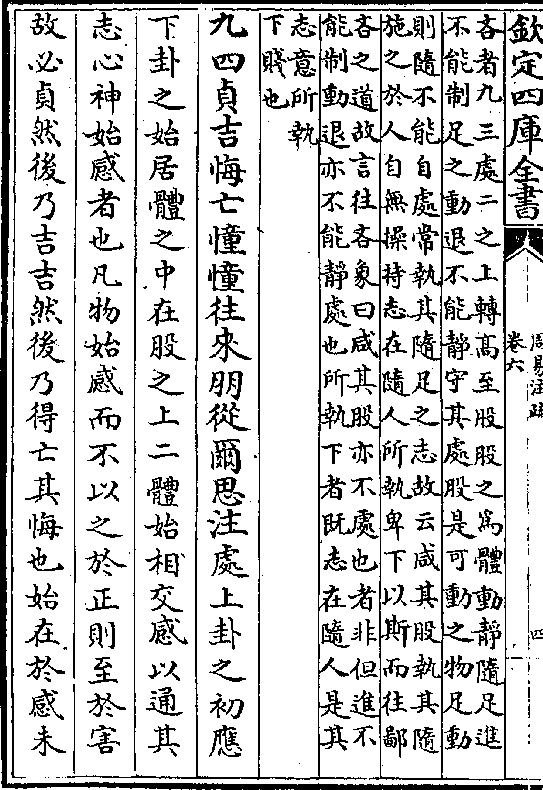 欽定四庫全書
周易注疏
卷六
四
吝者九三處二之上轉髙至股股之爲體動靜隨足進
不能制足之動退不能靜守其處股是可動之物足動
則隨不能自處常執其隨足之志故云咸其股執其隨
施之於人自無操持志在隨人所執卑下以斯而往鄙
吝之道故言往吝象曰咸其股亦不處也者非但進不
能制動退亦不能靜處也所執下者既志在隨人是其
志意所執
下賤也
九四貞吉悔亡憧憧往來朋從爾思注處上卦之初應
下卦之始居體之中在股之上二體始相交感以通其
志心神始感者也凡物始感而不以之於正則至於害
故必貞然後乃吉吉然後乃得亡其悔也始在於感未